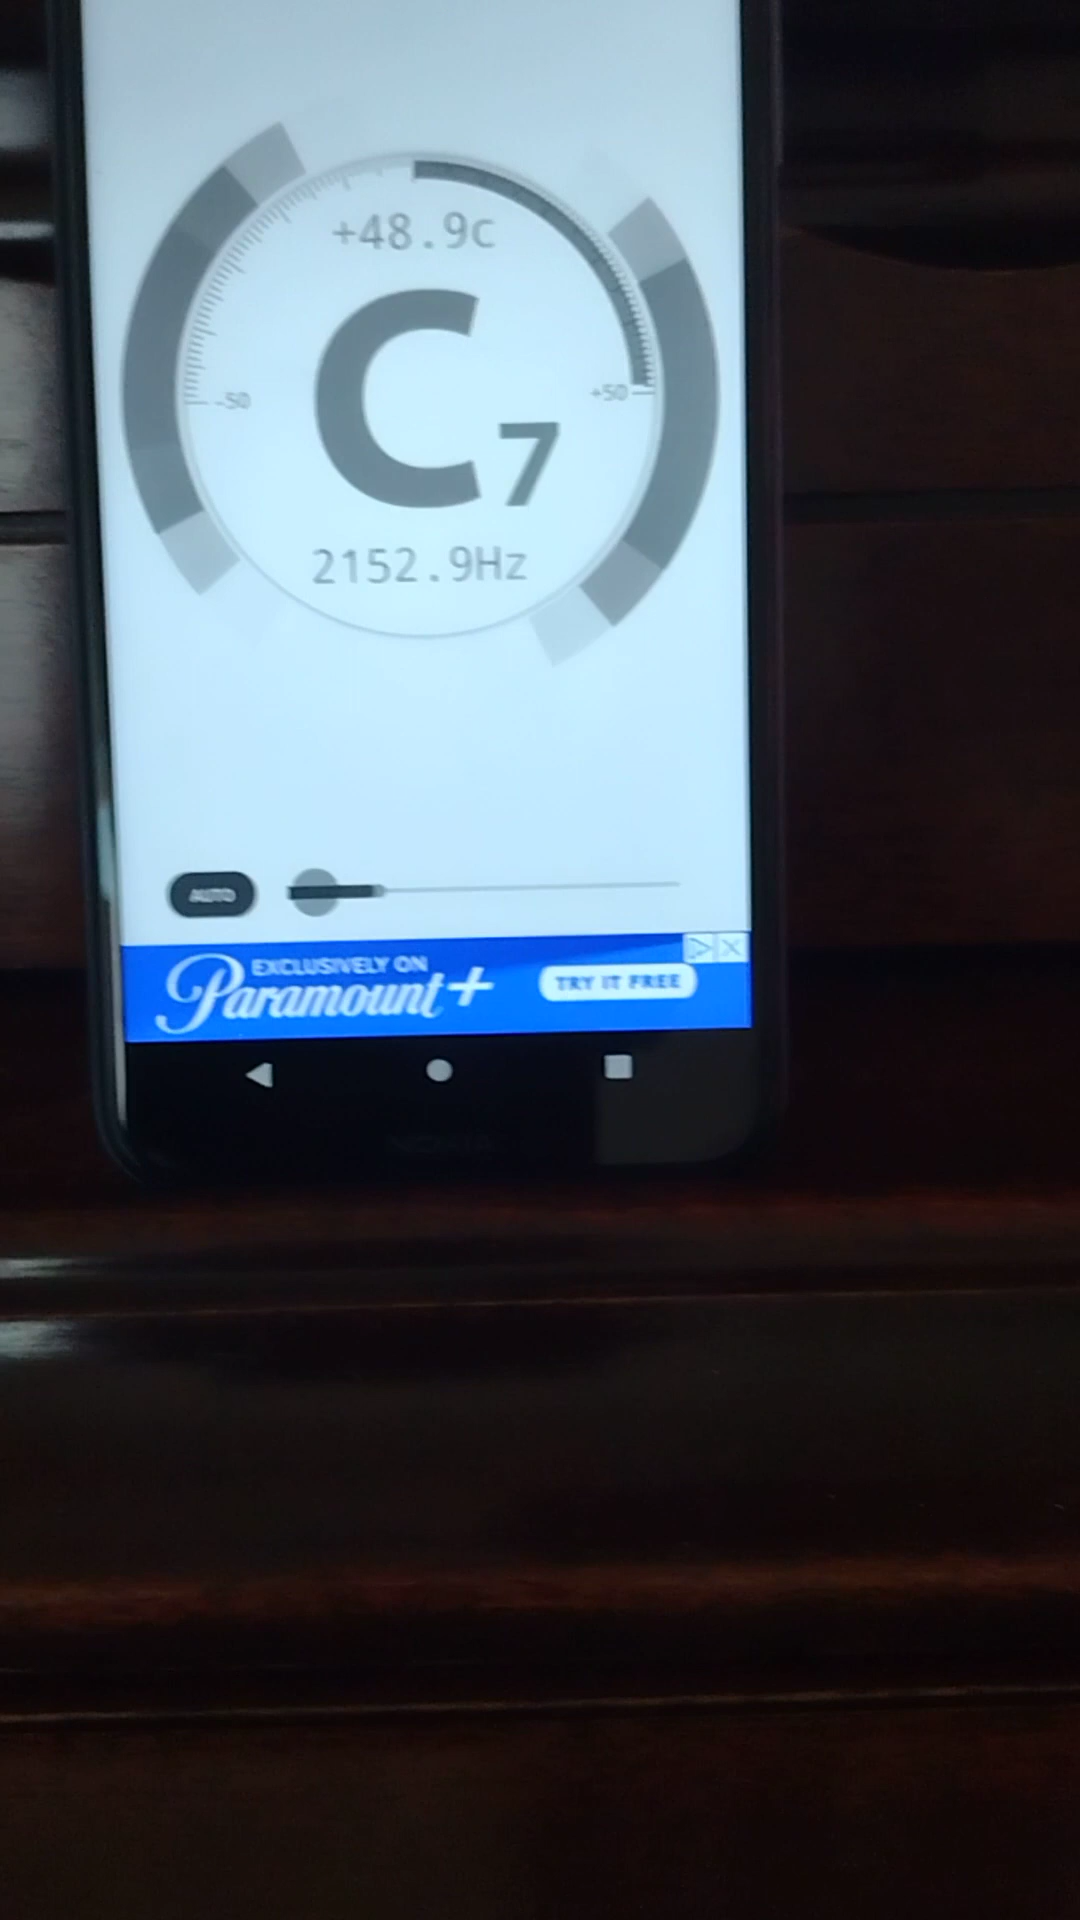 +48.9c
C7
-50
+50
2152.9Hz
AUTO
EXCLUSIVELY ON
Paramount+
TRY IT FREE